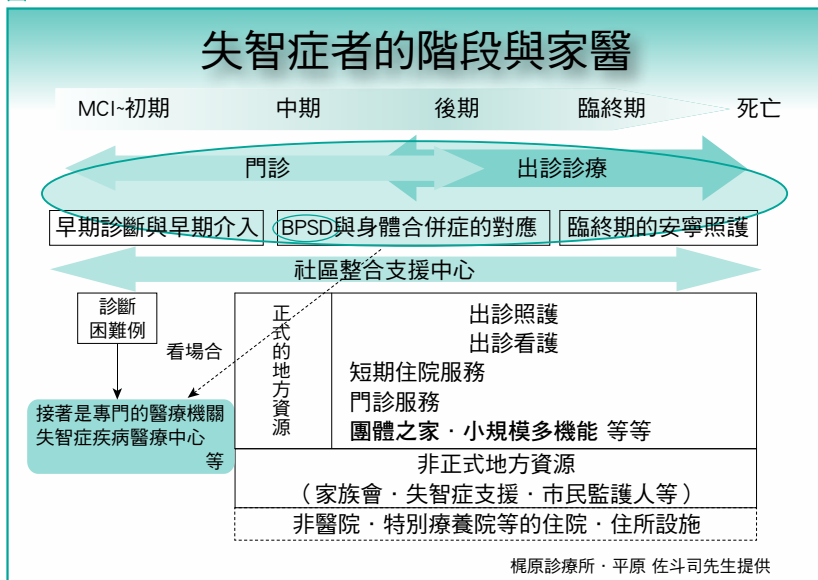 失智症者的階段與家醫
MCI~初期 中期 後期 臨終期 死亡
門診 出診診療
早期診斷與早期介入 BPSD與身體合併症的對應 臨終期的安寧照護
社區整合支援中心
診斷
困難例
看場合
接著是專門的醫療機關
失智症疾病醫療中心
等
正式的地方資源
出診照護
出診看護
短期住院服務
門診服務
團體之家．小規模多機能 等等
非正式地方資源
（家族會．失智症支援．市民監護人等）
非醫院．特別療養院等的住院．住所設施
梶原診療所．平原 佐斗司先生提供